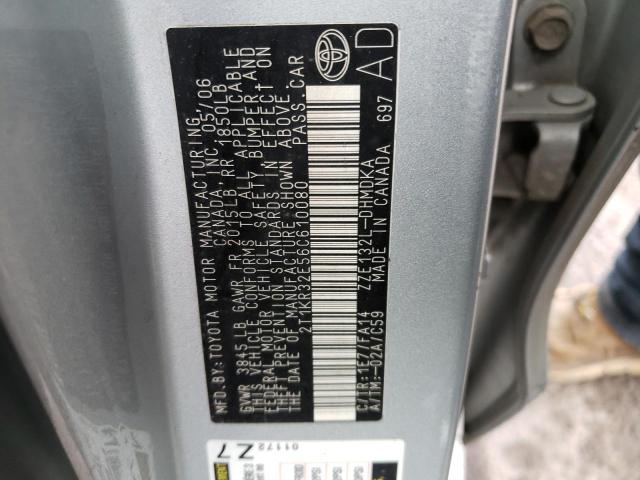 MFD.BY:TOYOTA MOTOR MANUFACTURING,
CANADA, INC. 05/06
GVWR 3845LB GAWR FR 2015LB RR 1850LB
THIS VEHICLE CONFORMS TO ALL APPLICABLE
FEDERAL MOTOR VEHICLE SAFETY, BUMPER, AND
THEFT PREVENTION STANDARDS IN EFFECT ON
THE DATE OF MANUFACTURE SHOWN ABOVE.
2T1KR32E56C610080 PASS.CAR
C/TR:1E7/FA14 ZZE132L-DHMDKA
A/TM:-02A/C59 MADE IN CANADA 697
AD
Z7
01172